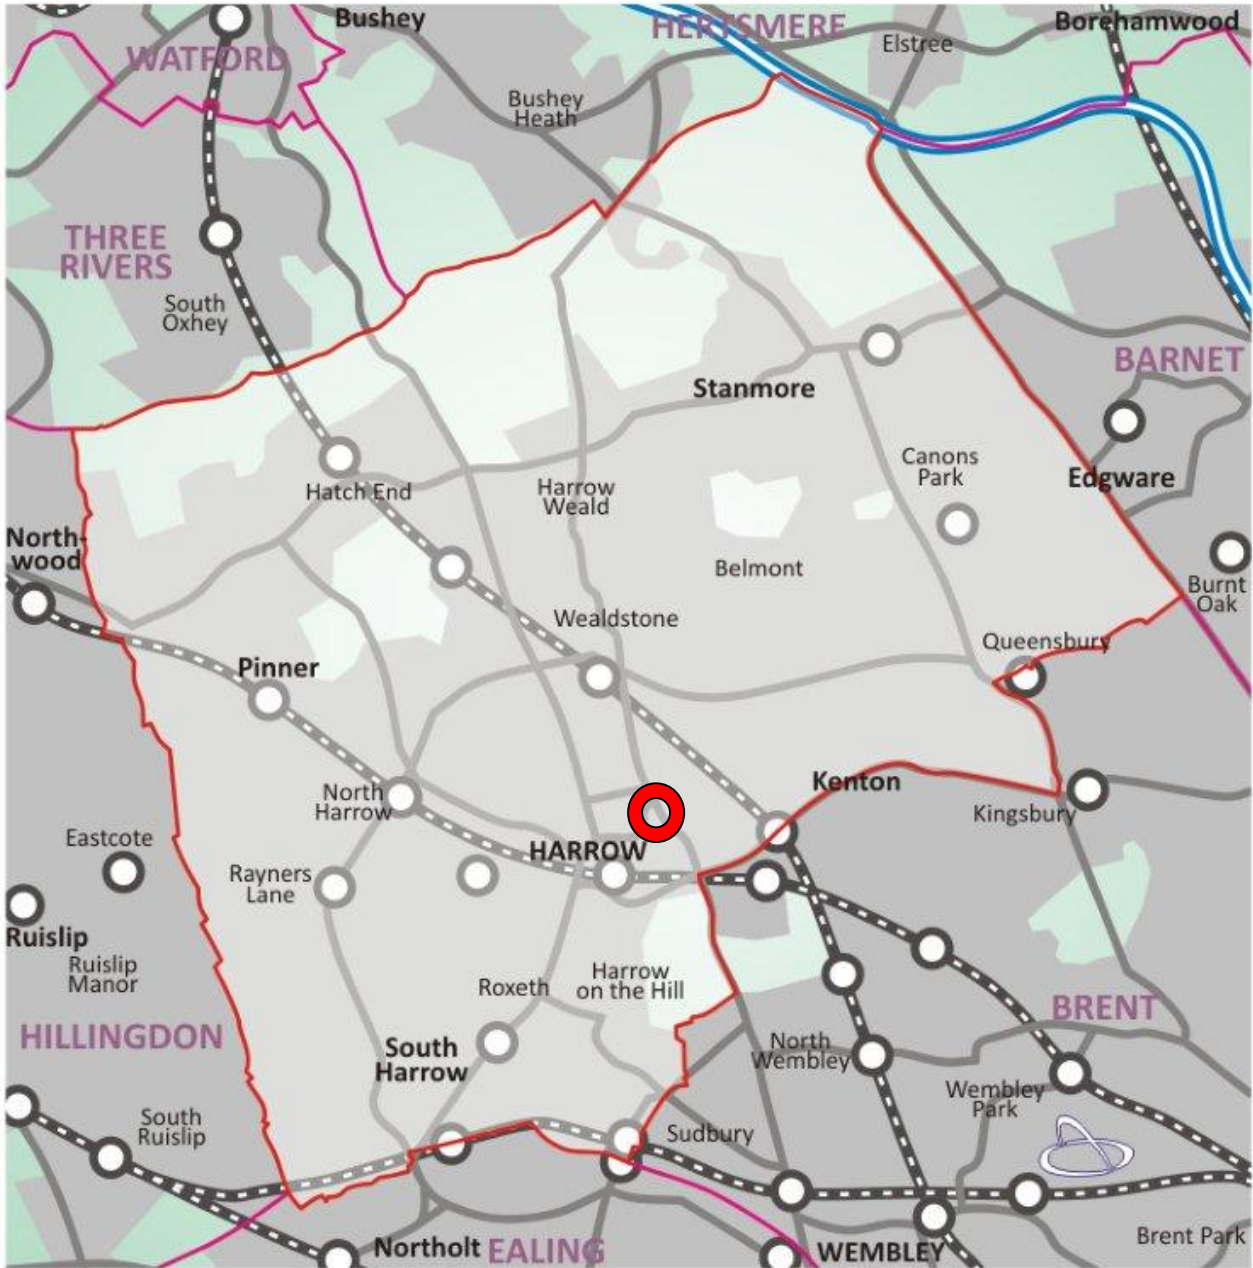 Bushey
HERTSMERE
Borehamwood
WATFORD
Elstree
Bushey
Heath
THREE
RIVERS
South
Oxhey
BARNET
Stanmore
Canons
Park
Edgware
Hatch End
Harrow
Weald
North-
wood
Belmont
Burnt
Oak
Wealdstone
Queensbury
Pinner
Kenton
North
Harrow
Kingsbury
Eastcote
HARROW
Rayners
Lane
Ruislip
Ruislip
Manor
Harrow
on the Hill
Roxeth
BRENT
HILLINGDON
South
Harrow
North
Wembley
Wembley
Park
South
Ruislip
Sudbury
Brent Park
Northolt
EALING
WEMBLEY